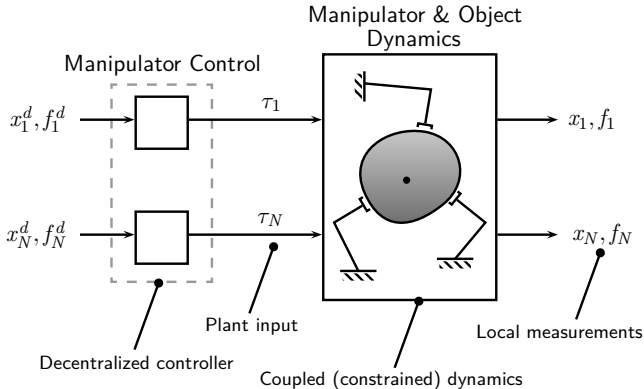 Manipulator & Object
Dynamics
Manipulator Control
x_1^d, f_1^d
τ_1
x_1, f_1
x_N^d, f_N^d
τ_N
x_N, f_N
Plant input
Local measurements
Decentralized controller
Coupled (constrained) dynamics